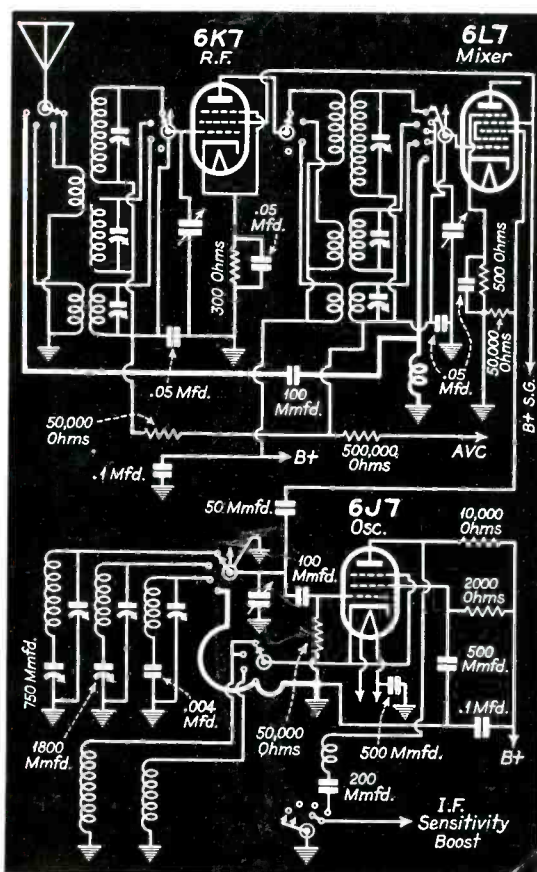 6K7
R.F.
6L7
Mixer
.05
Mfd.
300 Ohms
500 Ohms
50,000
Ohms
.05 Mfd.
.05
Mfd.
100
Mmfd.
B+ S.G.
50,000
Ohms
500,000
Ohms
AVC
B+
.1 Mfd.
50 Mmfd.
6J7
Osc.
10,000
Ohms
100
Mmfd.
2000
Ohms
500
Mmfd.
750 Mmfd.
.004
Mfd.
1800
Mmfd.
50,000
Ohms
500 Mmfd.
.1 Mfd.
B+
200
Mmfd.
I.F.
Sensitivity
Boost